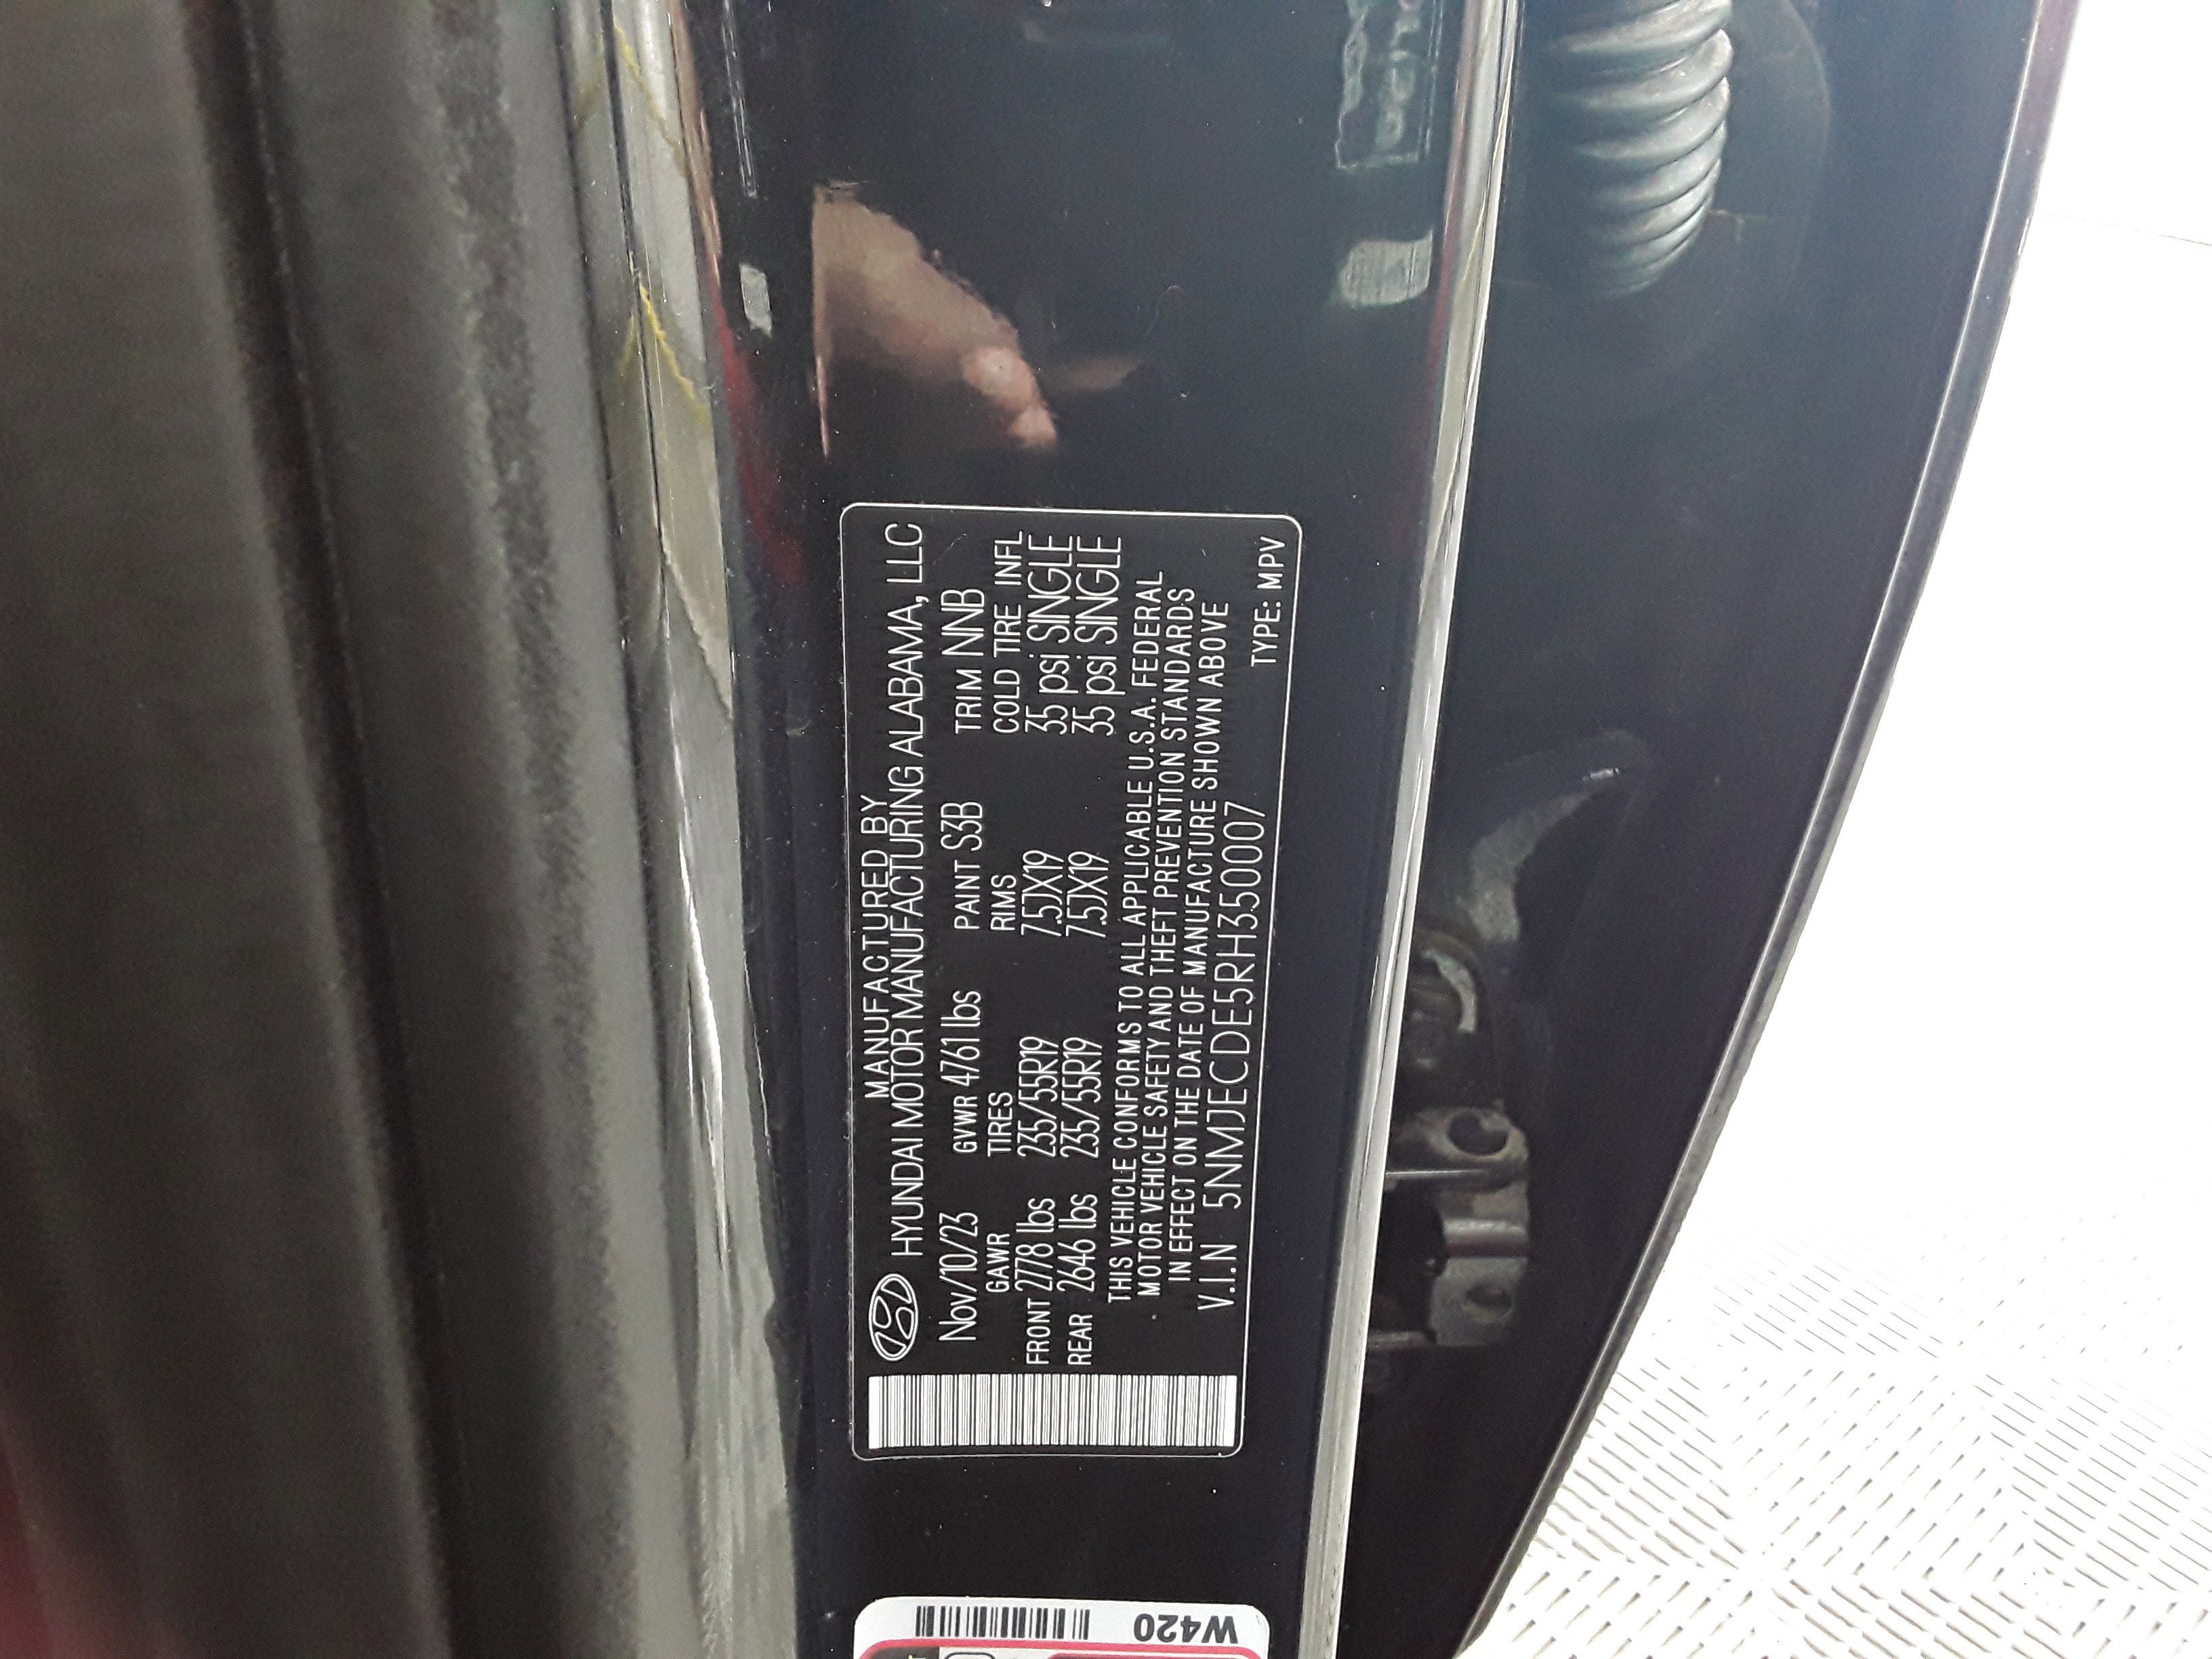 MANUFACTURED BY
HYUNDAI MOTOR MANUFACTURING ALABAMA, LLC
Nov/10/23 GVWR 4761 lbs PAINT S3B TRIM NNB
GAWR TIRES RIMS COLD TIRE INFL
FRONT 2778 lbs 235/55R19 7.5JX19 35 psi SINGLE
REAR 2646 lbs 235/55R19 7.5JX19 35 psi SINGLE
THIS VEHICLE CONFORMS TO ALL APPLICABLE U.S.A. FEDERAL
MOTOR VEHICLE SAFETY AND THEFT PREVENTION STANDARDS
IN EFFECT ON THE DATE OF MANUFACTURE SHOWN ABOVE
V.I.N 5NMJECDE5RH350007
TYPE: MPV
W420